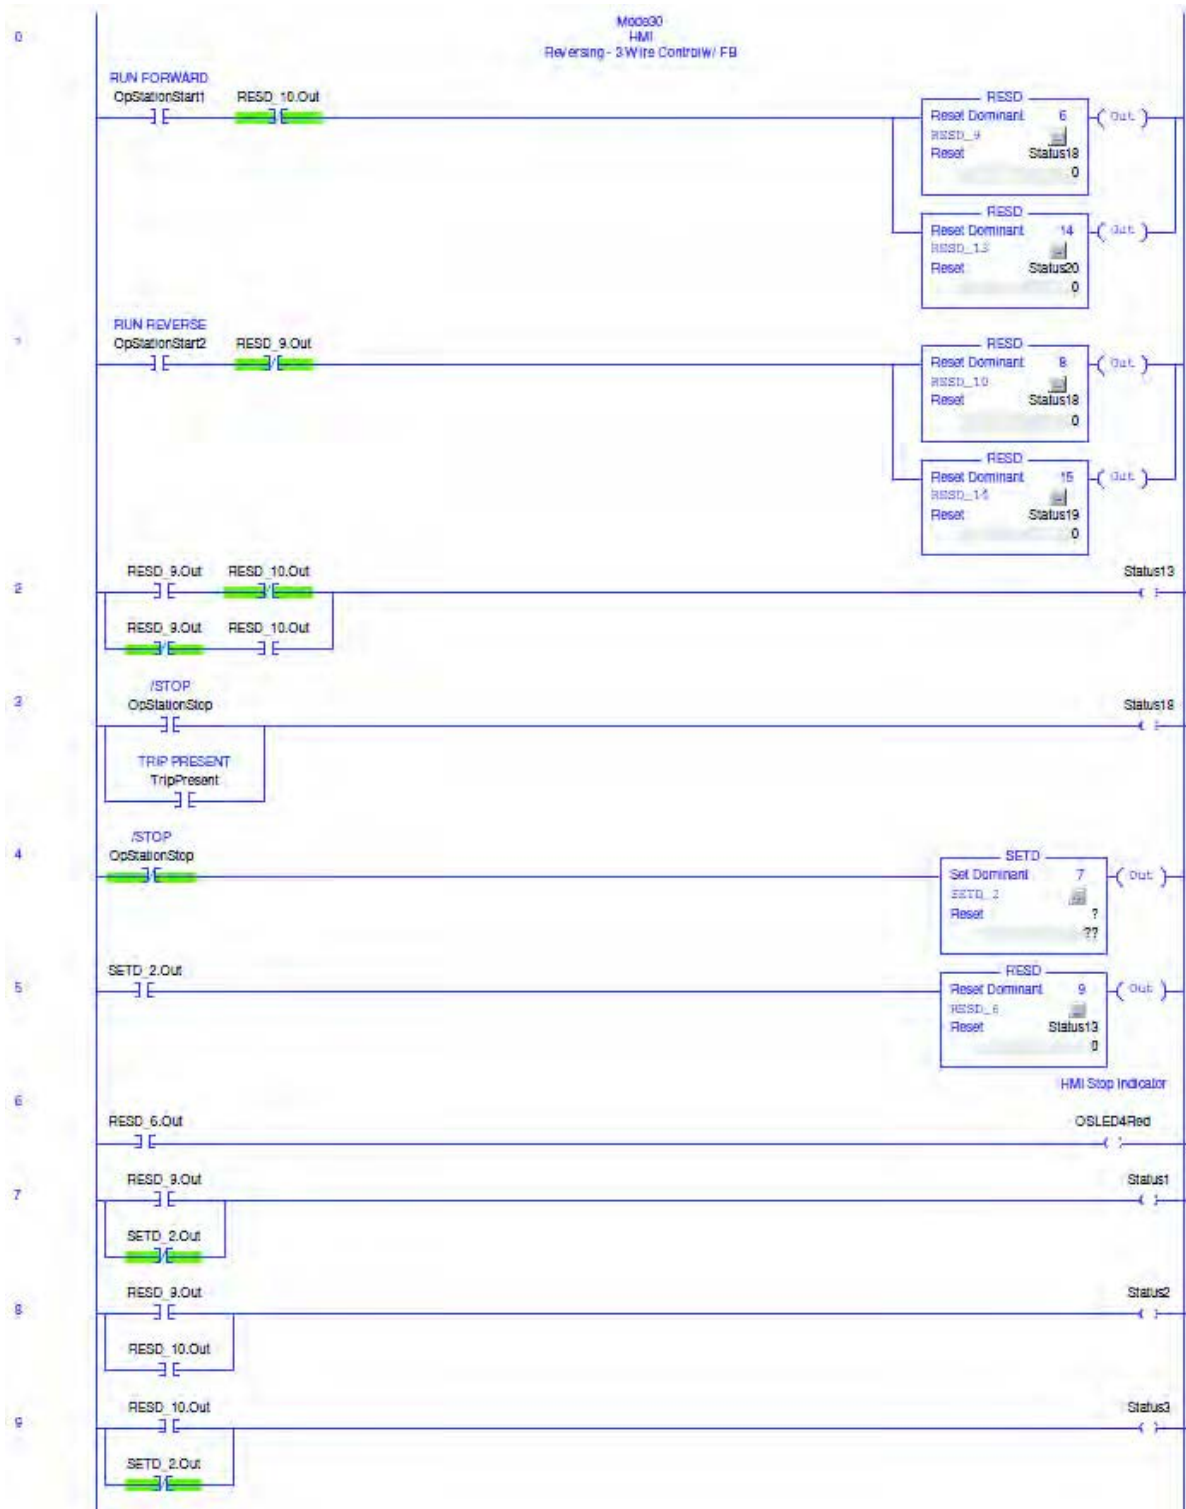 0
Mode30
HMI
Reversing - 3 Wire Control w/ FB
RUN FORWARD
OpStationStart1 RESD_10.Out
RESD
Reset Dominant 6
RESD_9
Reset Status18
0
Out
RESD
Reset Dominant 14
RESD_13
Reset Status20
0
Out
1
RUN REVERSE
OpStationStart2 RESD_9.Out
RESD
Reset Dominant 8
RESD_10
Reset Status18
0
Out
RESD
Reset Dominant 15
RESD_14
Reset Status19
0
Out
2
RESD_9.Out RESD_10.Out Status13
RESD_9.Out RESD_10.Out
3
/STOP
OpStationStop Status18
TRIP PRESENT
TripPresent
4
/STOP
OpStationStop
SETD
Set Dominant 7
SETD_2
Reset ?
??
Out
5
SETD_2.Out
RESD
Reset Dominant 9
RESD_6
Reset Status13
0
Out
6
HMI Stop Indicator
RESD_6.Out OSLED4Red
7
RESD_9.Out Status1
SETD_2.Out
8
RESD_9.Out Status2
RESD_10.Out
9
RESD_10.Out Status3
SETD_2.Out